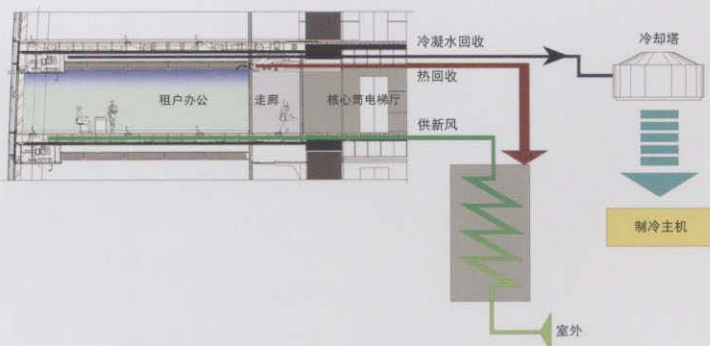 冷凝水回收
冷却塔
热回收
租户办公
走廊
核心筒电梯厅
供新风
制冷主机
室外